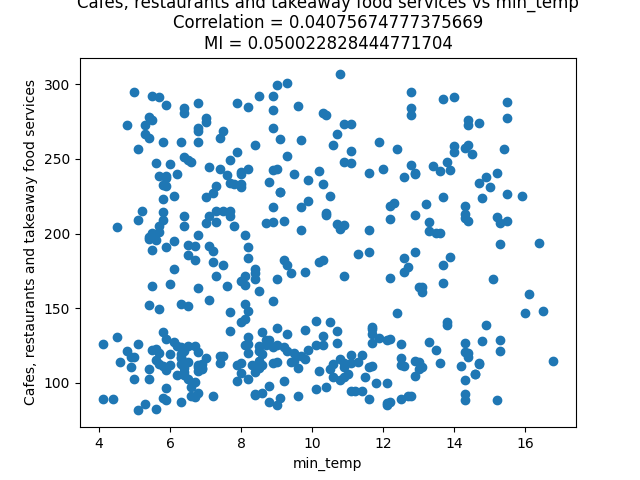 Cafes, restaurants and takeaway food services vs min_temp
Correlation = 0.04075674777375669
MI = 0.050022828444771704
Cafes, restaurants and takeaway food services
300
250
200
150
100
4 6 8 10 12 14 16
min_temp